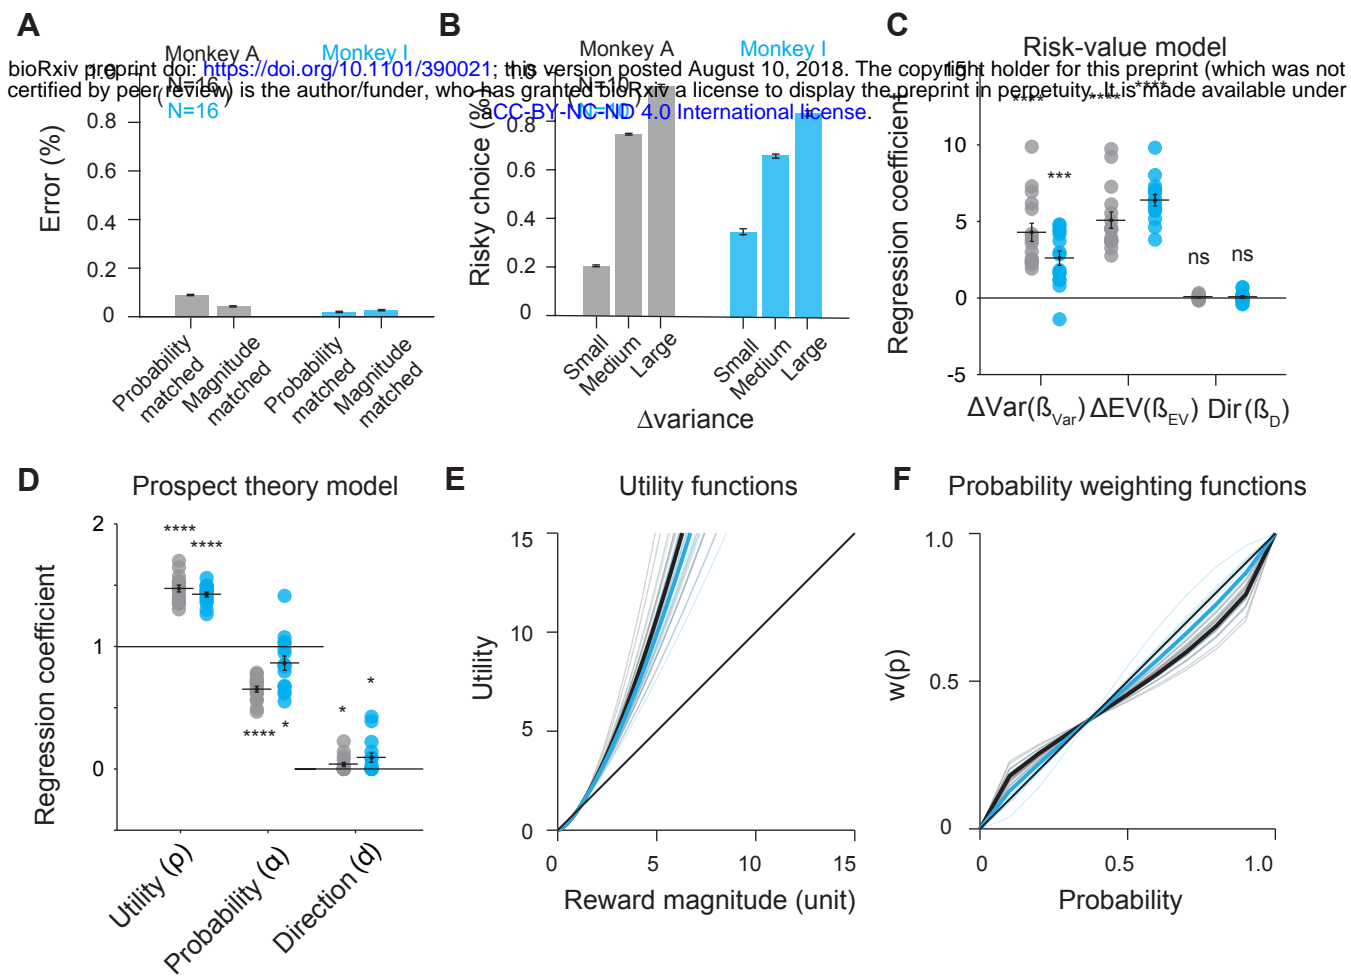 A
B
C
Monkey A
Monkey I
Monkey A
Monkey I
Risk-value model
bioRxiv preprint doi: https://doi.org/10.1101/390021; this version posted August 10, 2018. The copyright holder for this preprint (which was not
certified by peer review) is the author/funder, who has granted bioRxiv a license to display the preprint in perpetuity. It is made available under
aCC-BY-NC-ND 4.0 International license.
N=16
N=16
N=10
N=10
Error (%)
1.0
0.8
0.6
0.4
0.2
0
Probability
matched
Magnitude
matched
Probability
matched
Magnitude
matched
Risky choice (%)
1.0
0.8
0.6
0.4
0.2
0
Small
Medium
Large
Small
Medium
Large
Δvariance
Regression coefficient
15
10
5
0
-5
****
***
****
****
ns
ns
ΔVar(ß_Var) ΔEV(ß_EV) Dir(ß_D)
D
Prospect theory model
Regression coefficient
2
1
0
****
****
****
*
*
*
Utility (ρ)
Probability (α)
Direction (d)
E
Utility functions
Utility
15
10
5
0
0
5
10
15
Reward magnitude (unit)
F
Probability weighting functions
w(p)
1.0
0.5
0
0
0.5
1.0
Probability